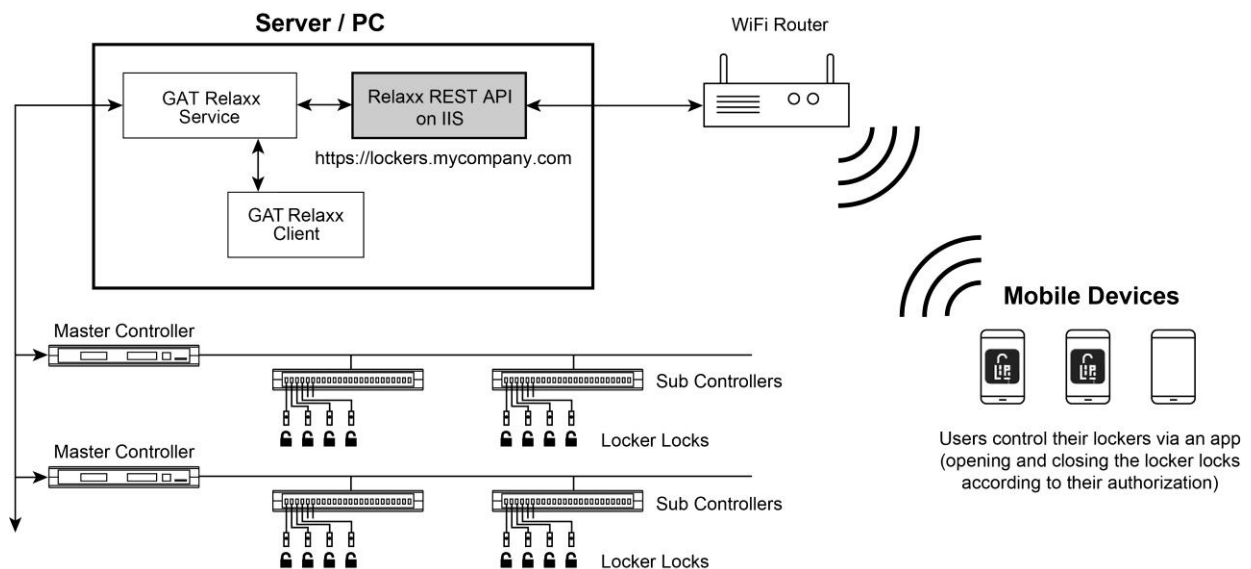 Server / PC
WiFi Router
GAT Relaxx
Service
Relaxx REST API
on IIS
https://lockers.mycompany.com
GAT Relaxx
Client
Mobile Devices
Master Controller
Sub Controllers
Locker Locks
Users control their lockers via an app
(opening and closing the locker locks
according to their authorization)
Master Controller
Sub Controllers
Locker Locks